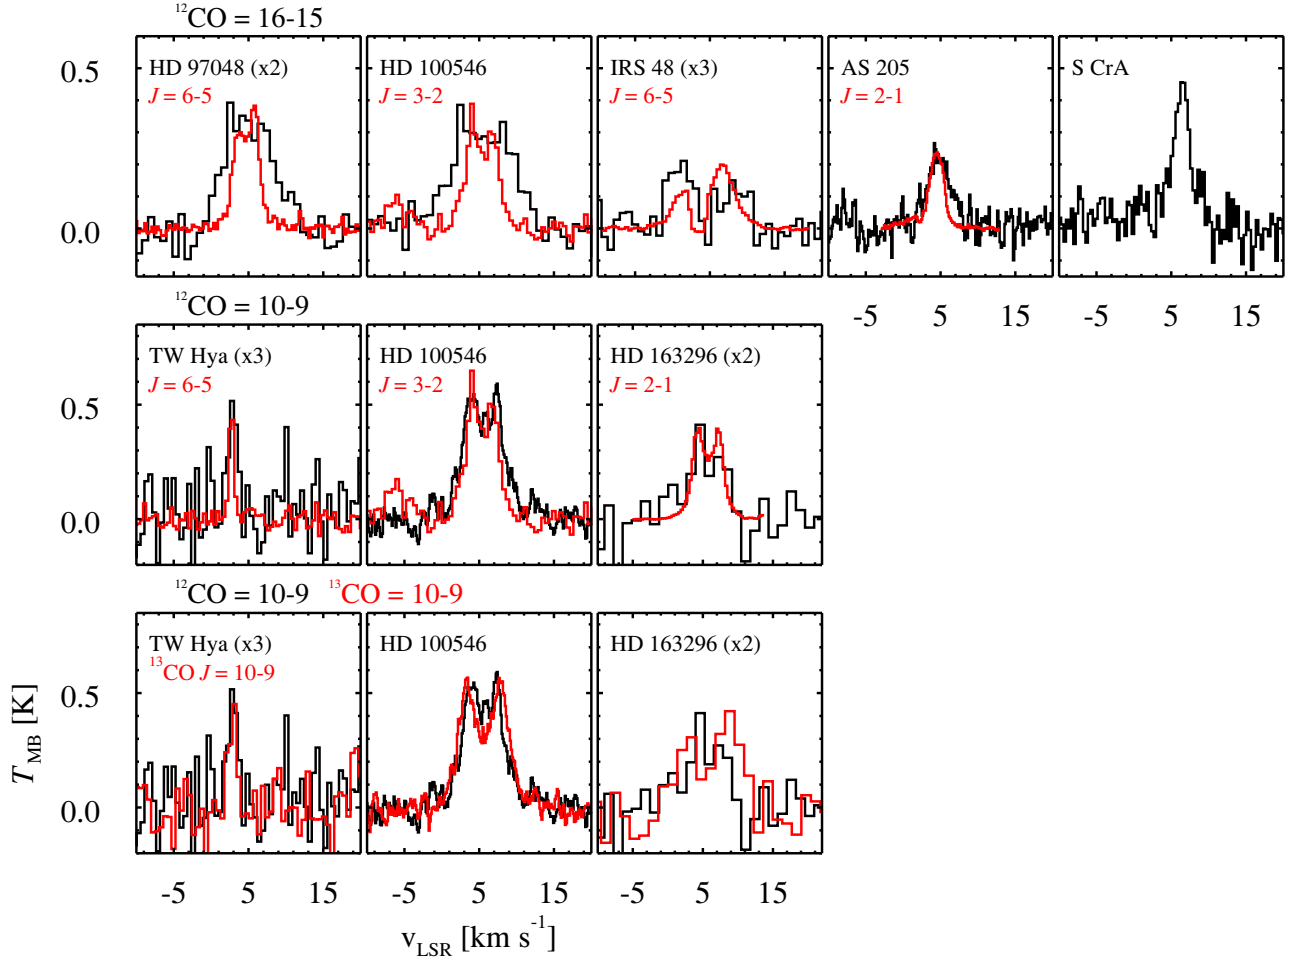 ¹²CO = 16-15
HD 97048 (x2)
J = 6-5
HD 100546
J = 3-2
IRS 48 (x3)
J = 6-5
AS 205
J = 2-1
S CrA
0.5
0.0
-5 5 15
-5 5 15
¹²CO = 10-9
TW Hya (x3)
J = 6-5
HD 100546
J = 3-2
HD 163296 (x2)
J = 2-1
0.5
0.0
¹²CO = 10-9 ¹³CO = 10-9
TW Hya (x3)
¹³CO J = 10-9
HD 100546
HD 163296 (x2)
0.5
0.0
T_MB [K]
-5 5 15
-5 5 15
-5 5 15
v_LSR [km s⁻¹]